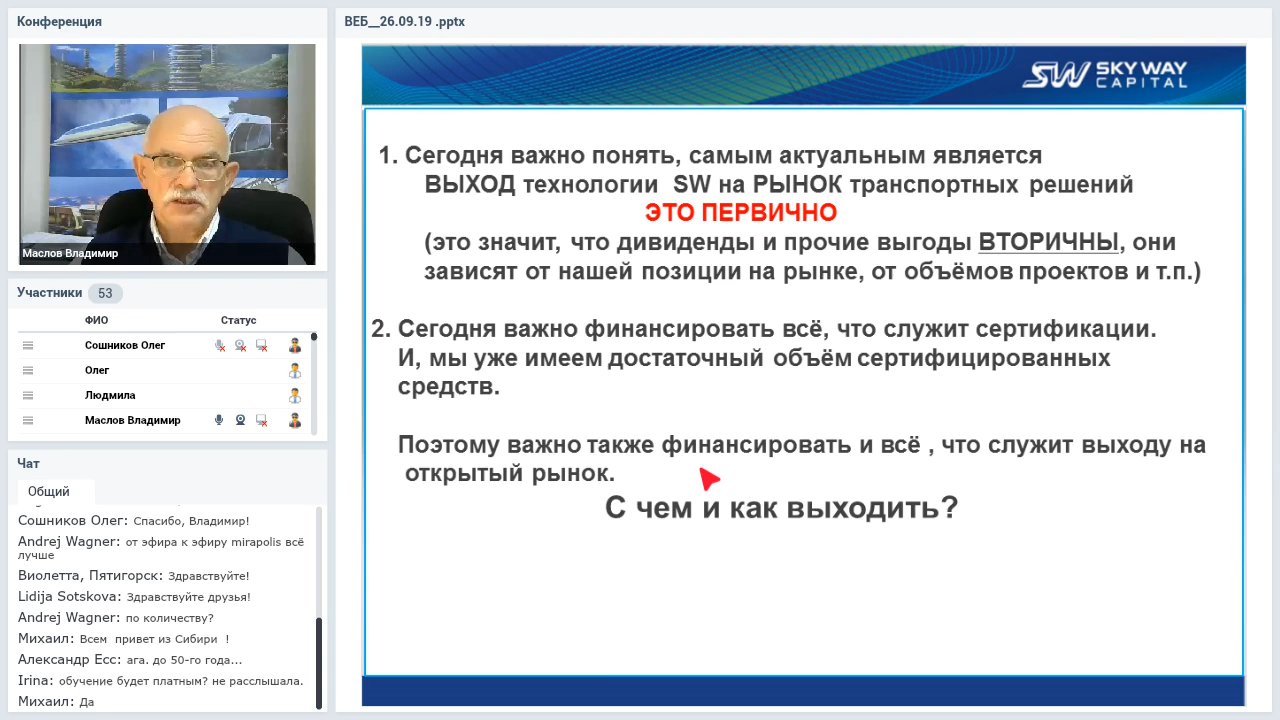 Конференция
Маслов Владимир
Участники 53
ФИО Статус
Сошников Олег
Олег
Людмила
Маслов Владимир
Чат
Общий
Сошников Олег: Спасибо, Владимир!
Andrej Wagner: от эфира к эфиру mirapolis всё
лучше
Виолетта, Пятигорск: Здравствуйте!
Lidija Sotskova: Здравствуйте друзья!
Andrej Wagner: по количеству?
Михаил: Всем привет из Сибири !
Александр Есс: ага. до 50-го года...
Irina: обучение будет платным? не расслышала.
Михаил: Да
ВЕБ__26.09.19 .pptx
SW SKY WAY
CAPITAL
1. Сегодня важно понять, самым актуальным является
ВЫХОД технологии SW на РЫНОК транспортных решений
ЭТО ПЕРВИЧНО
(это значит, что дивиденды и прочие выгоды ВТОРИЧНЫ, они
зависят от нашей позиции на рынке, от объёмов проектов и т.п.)
2. Сегодня важно финансировать всё, что служит сертификации.
И, мы уже имеем достаточный объём сертифицированных
средств.
Поэтому важно также финансировать и всё , что служит выходу на
открытый рынок.
С чем и как выходить?